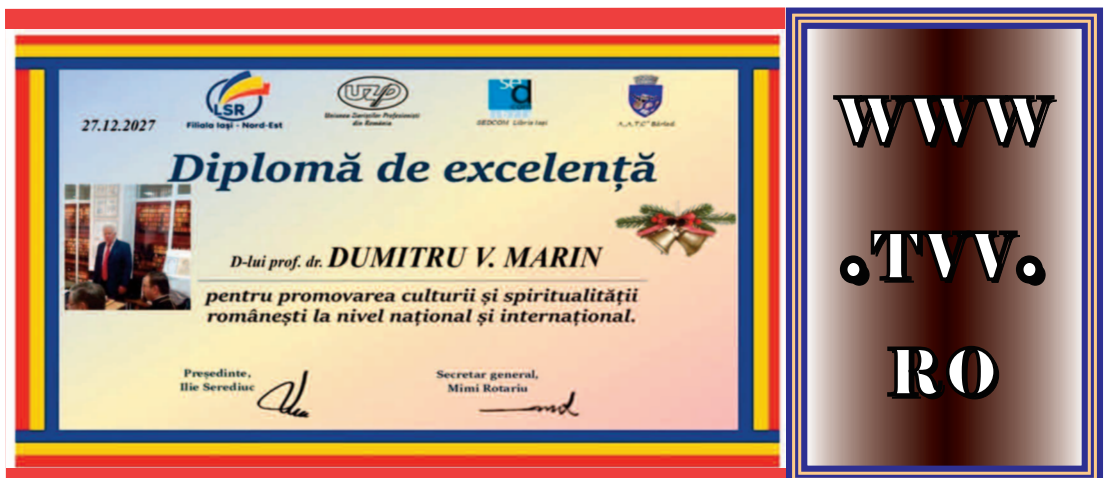 27.12.2027
LSR
Filiala Iași - Nord-Est
UZP
Uniunea Ziariștilor Profesioniști
din România
sed
SEDCOM Libris Iași
Diplomă de excelență
D-lui prof. dr. DUMITRU V. MARIN
pentru promovarea culturii și spiritualității
românești la nivel național și internațional.
Președinte,
Ilie Serediuc
Secretar general,
Mimi Rotariu
WWW
.TVV.
RO